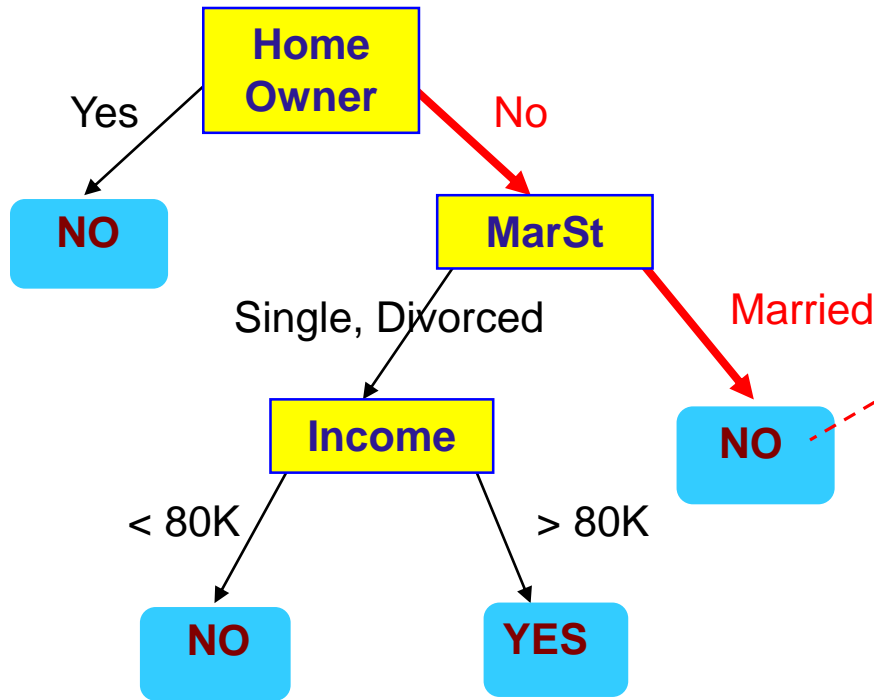 Home
Owner
Yes
No
NO
MarSt
Single, Divorced
Married
Income
NO
< 80K
> 80K
NO
YES